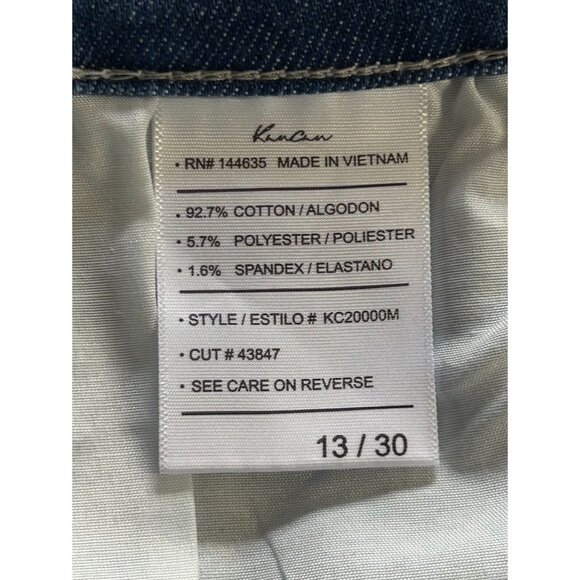 KanCan
• RN# 144635 MADE IN VIETNAM
• 92.7% COTTON / ALGODON
• 5.7% POLYESTER / POLIESTER
• 1.6% SPANDEX / ELASTANO
• STYLE / ESTILO # KC20000M
• CUT # 43847
• SEE CARE ON REVERSE
13 / 30